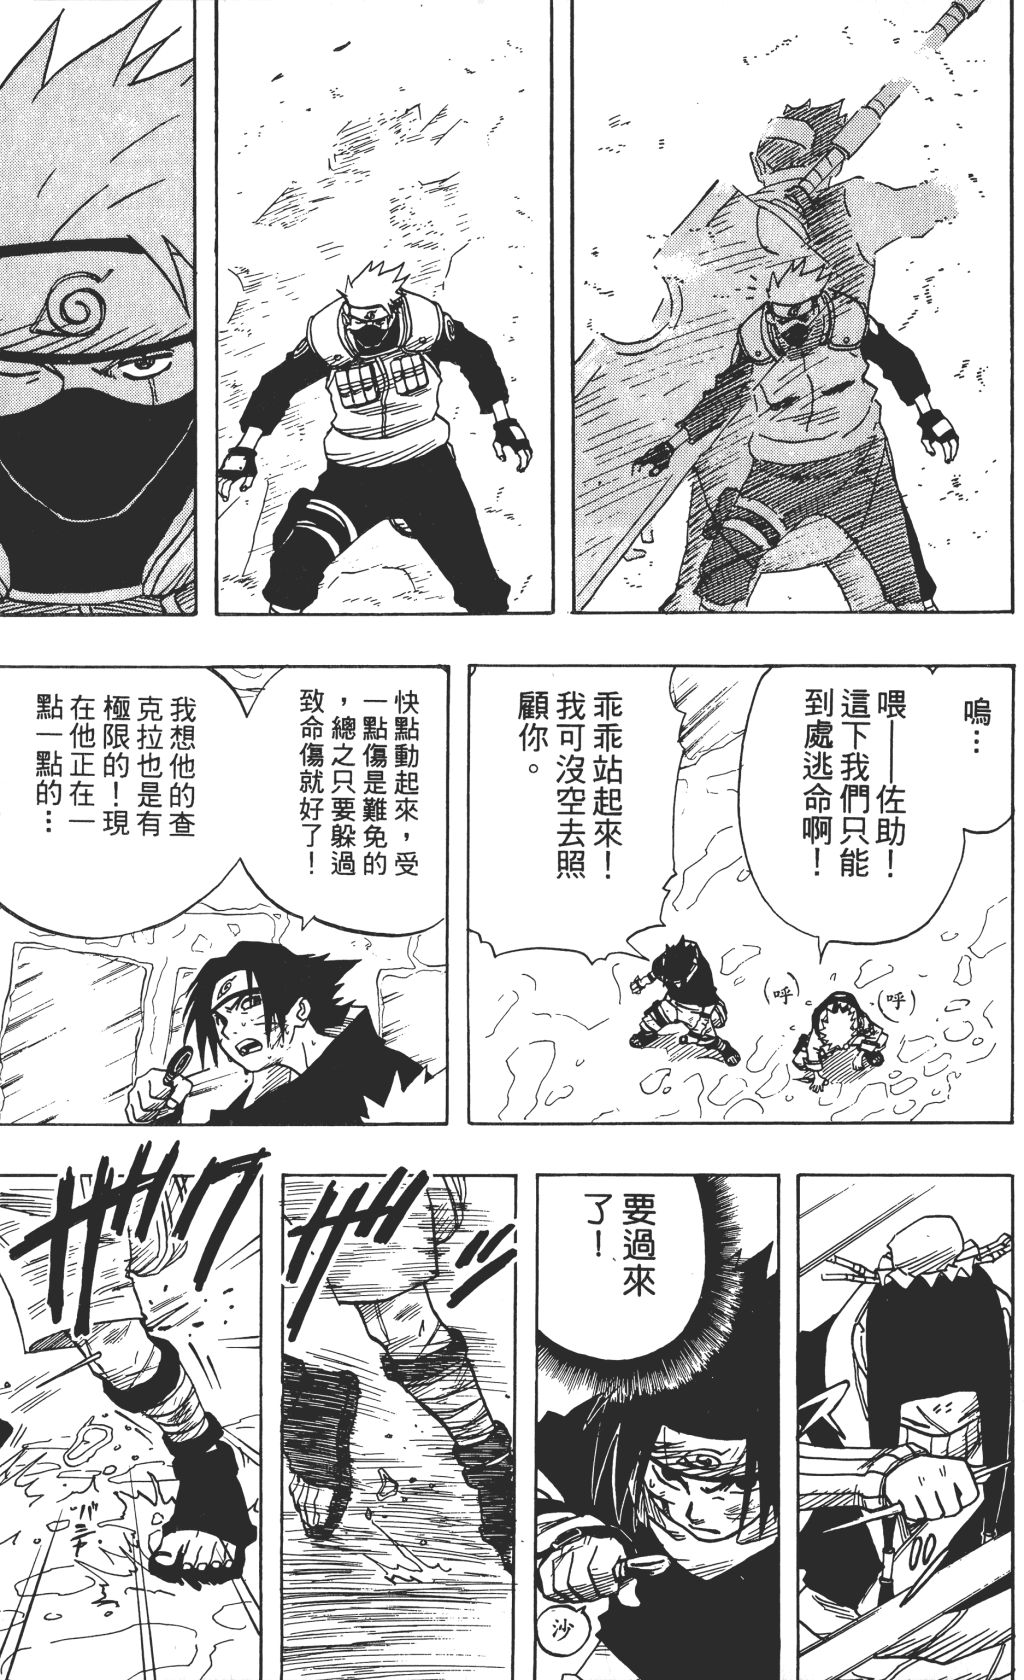 嗚…
喂——佐助！
這下我們只能
到處逃命啊！
（呼）
（呼）
乖乖站起來！
我可沒空去照
顧你。
快點動起來，受
一點傷是難免的
，總之只要躲過
致命傷就好了！
我想他的查
克拉也是有
極限的！現
在他正在一
點一點的…
要過來
了！
沙